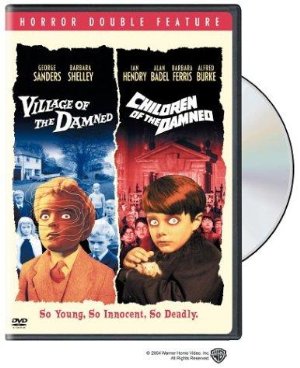 HORROR DOUBLE FEATURE
GEORGE SANDERS
BARBARA SHELLEY
IAN HENDRY
ALAN BADEL
BARBARA FERRIS
ALFRED BURKE
VILLAGE OF THE DAMNED
CHILDREN OF THE DAMNED
So Young, So Innocent, So Deadly.
DVD
© 2004 Warner Home Video, Inc.
All Rights Reserved.